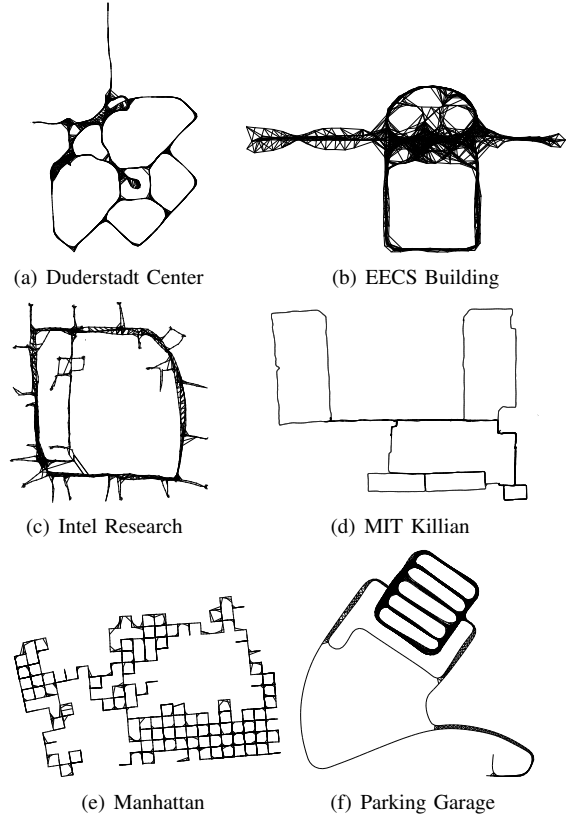 (a) Duderstadt Center
(b) EECS Building
(c) Intel Research
(d) MIT Killian
(e) Manhattan
(f) Parking Garage